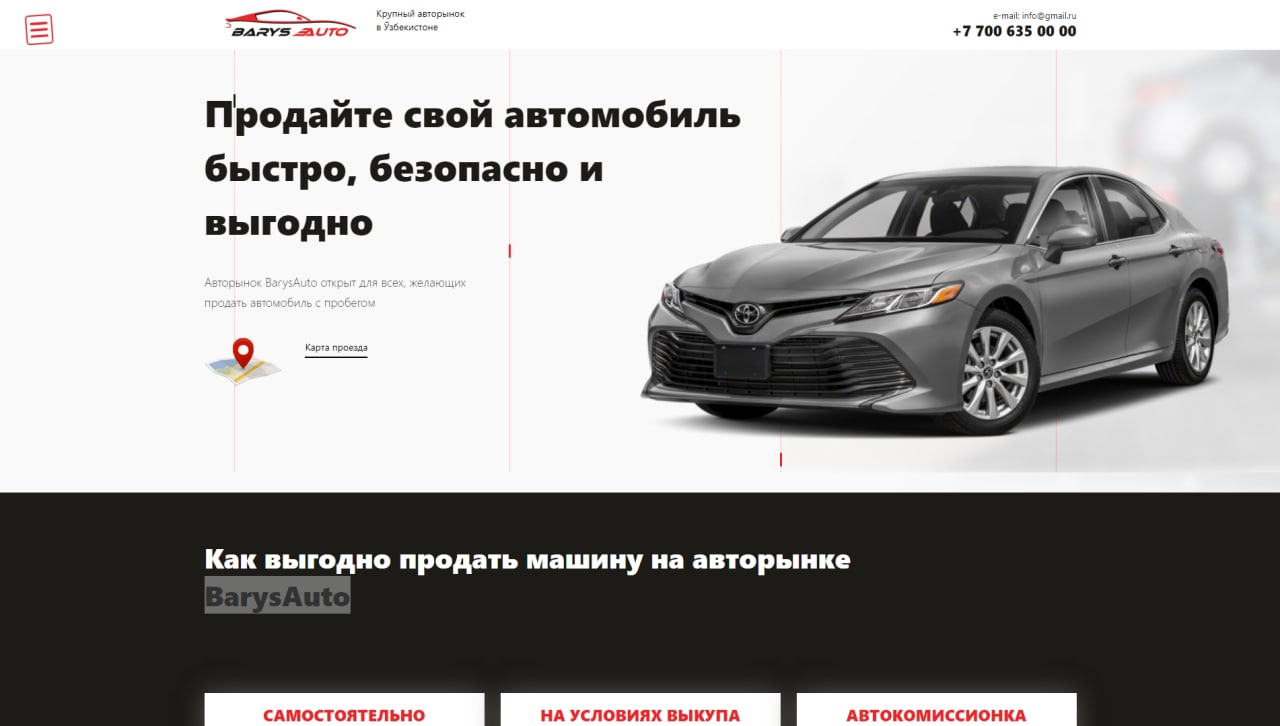 BARYS AUTO
Крупный авторынок
в Ўзбекистоне
e-mail: info@gmail.ru
+7 700 635 00 00
Продайте свой автомобиль
быстро, безопасно и
выгодно
Авторынок BarysAuto открыт для всех, желающих
продать автомобиль с пробегом
Карта проезда
Как выгодно продать машину на авторынке
BarysAuto
САМОСТОЯТЕЛЬНО
НА УСЛОВИЯХ ВЫКУПА
АВТОКОМИССИОНКА